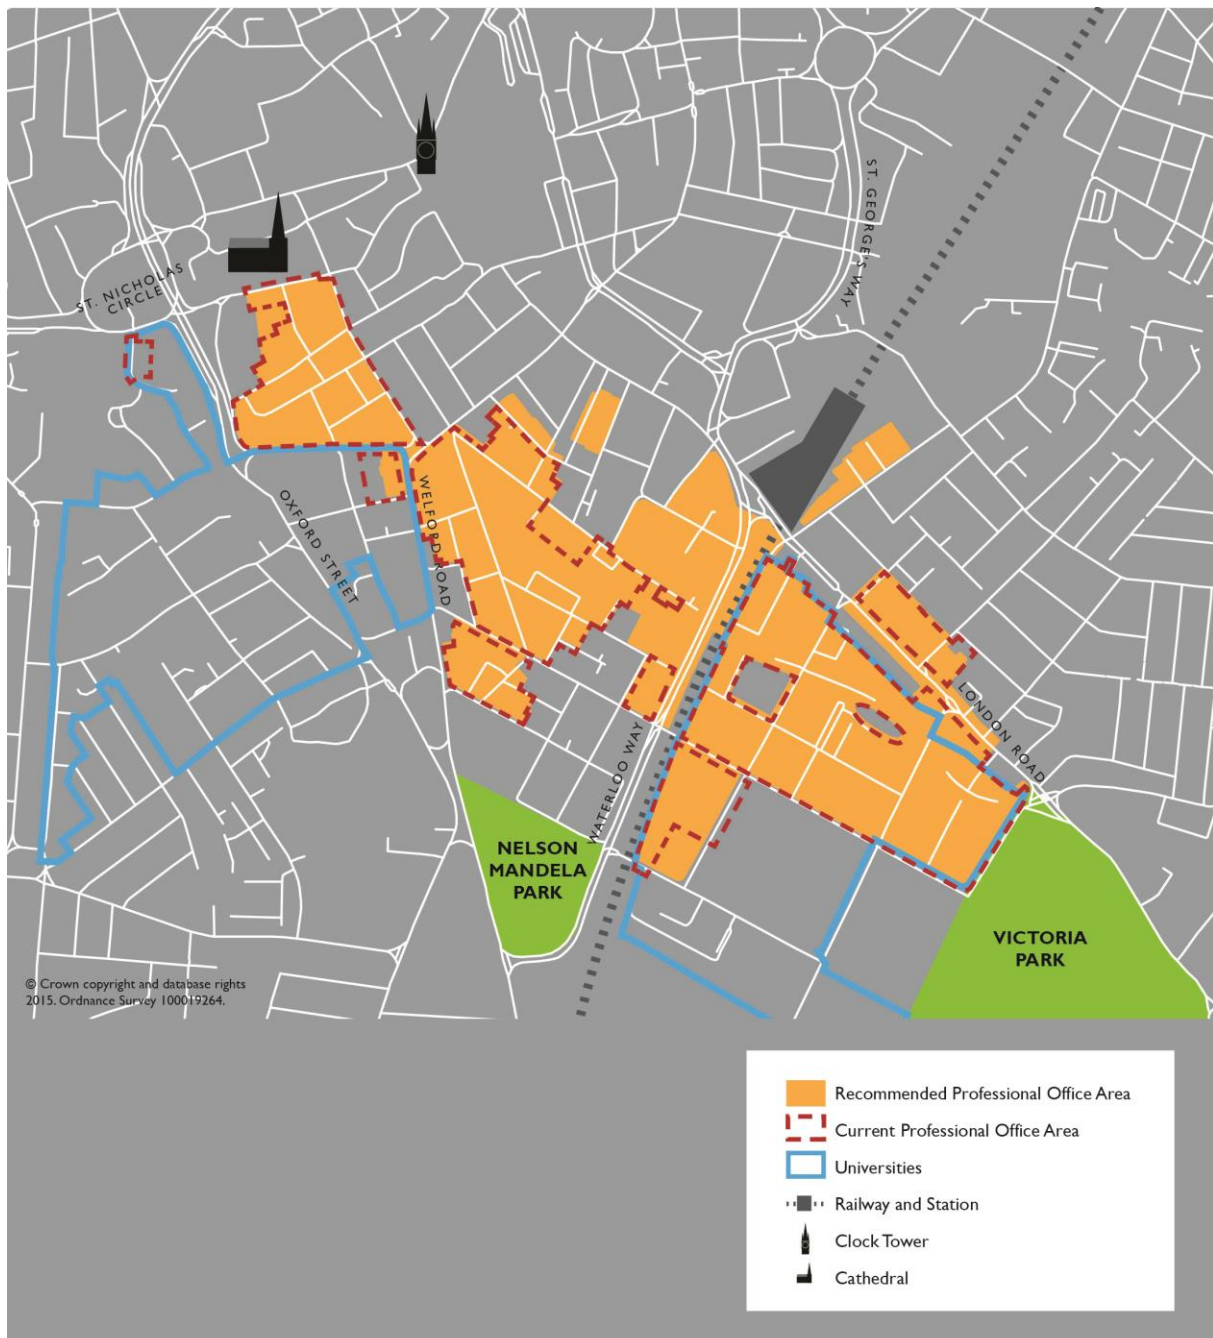 ST. GEORGE'S WAY
ST. NICHOLAS
CIRCLE
OXFORD STREET
WELFORD ROAD
LONDON ROAD
WATERLOO WAY
NELSON
MANDELA
PARK
VICTORIA
PARK
© Crown copyright and database rights
2015. Ordnance Survey 100019264.
Recommended Professional Office Area
Current Professional Office Area
Universities
Railway and Station
Clock Tower
Cathedral